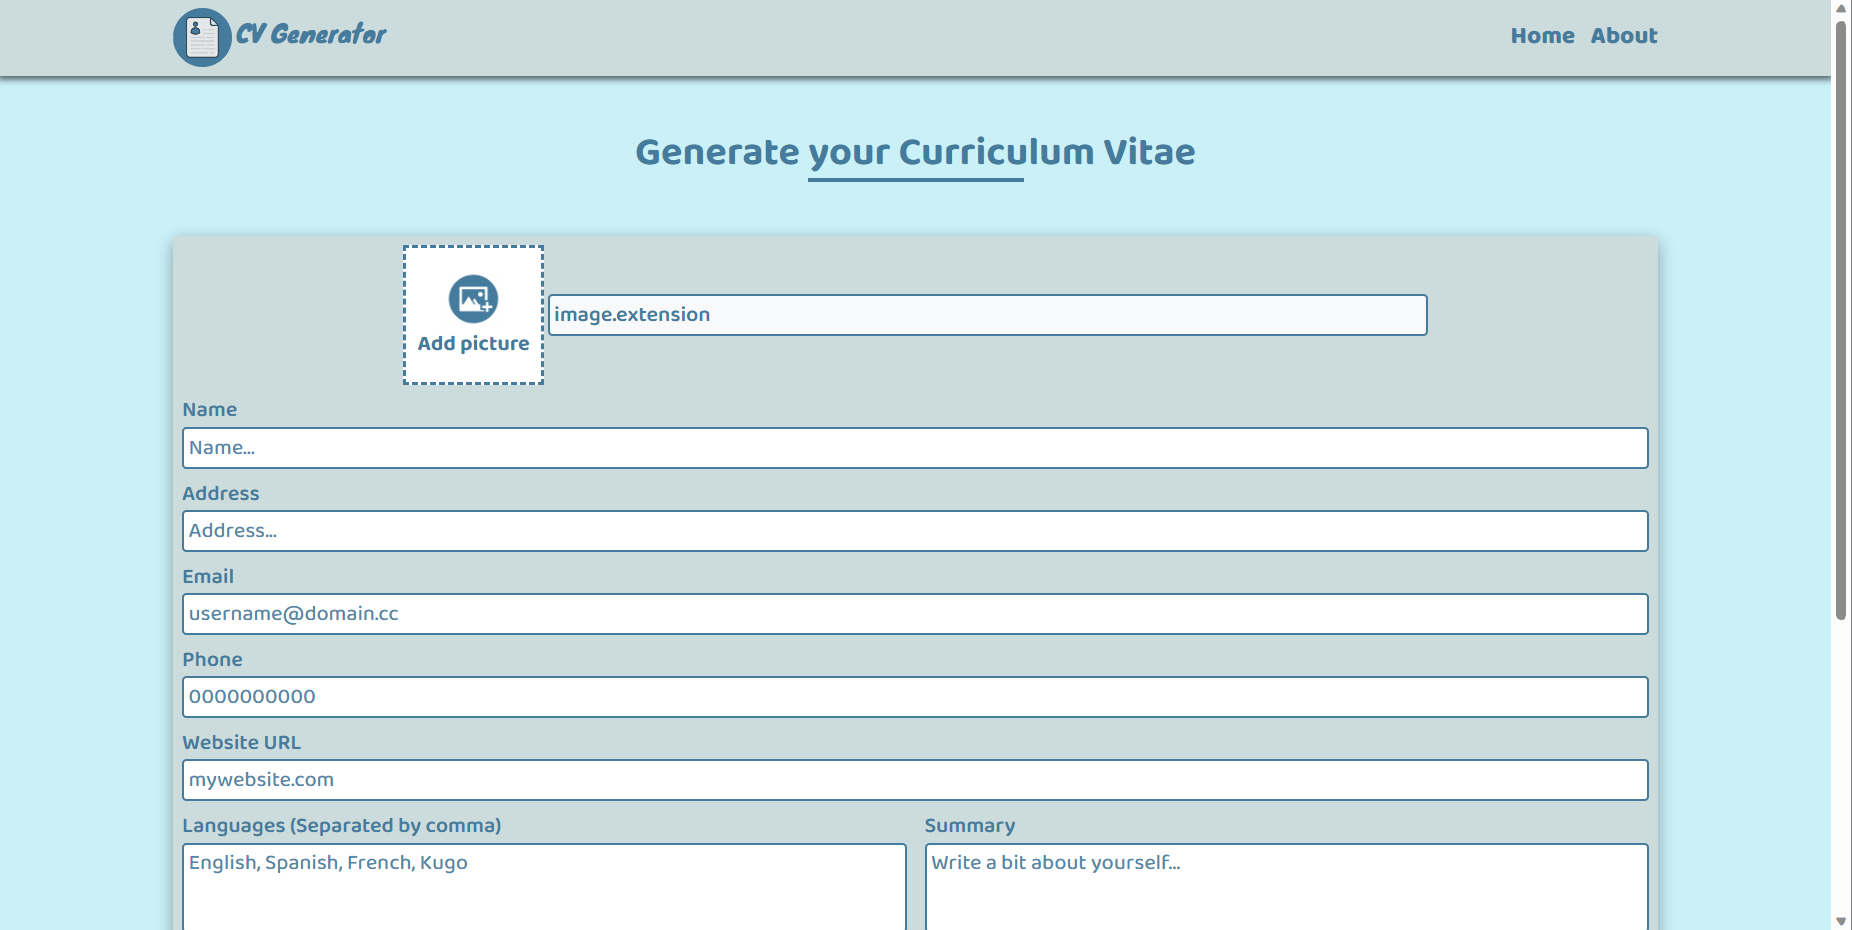 CV Generator
Home About
Generate your Curriculum Vitae
image.extension
Add picture
Name
Name...
Address
Address...
Email
username@domain.cc
Phone
0000000000
Website URL
mywebsite.com
Languages (Separated by comma)
English, Spanish, French, Kugo
Summary
Write a bit about yourself...